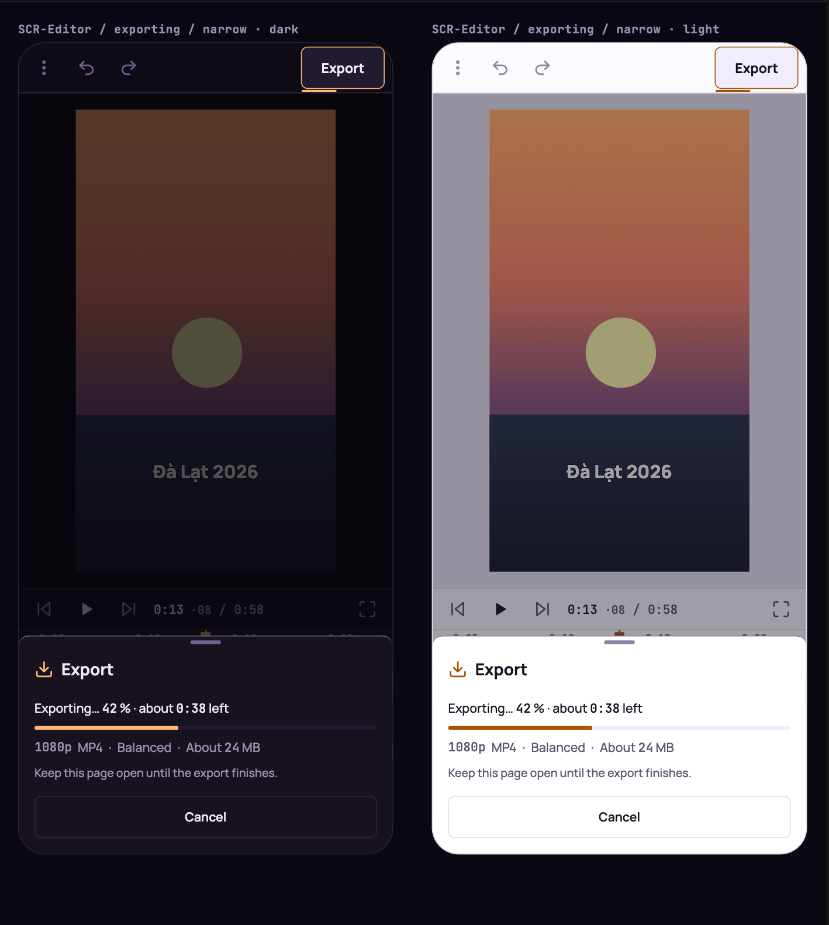 SCR-Editor / exporting / narrow · dark
Export
Đà Lạt 2026
0:13 ·08 / 0:58
Export
Exporting… 42 % · about 0:38 left
1080p MP4 · Balanced · About 24 MB
Keep this page open until the export finishes.
Cancel
SCR-Editor / exporting / narrow · light
Export
Đà Lạt 2026
0:13 ·08 / 0:58
Export
Exporting… 42 % · about 0:38 left
1080p MP4 · Balanced · About 24 MB
Keep this page open until the export finishes.
Cancel